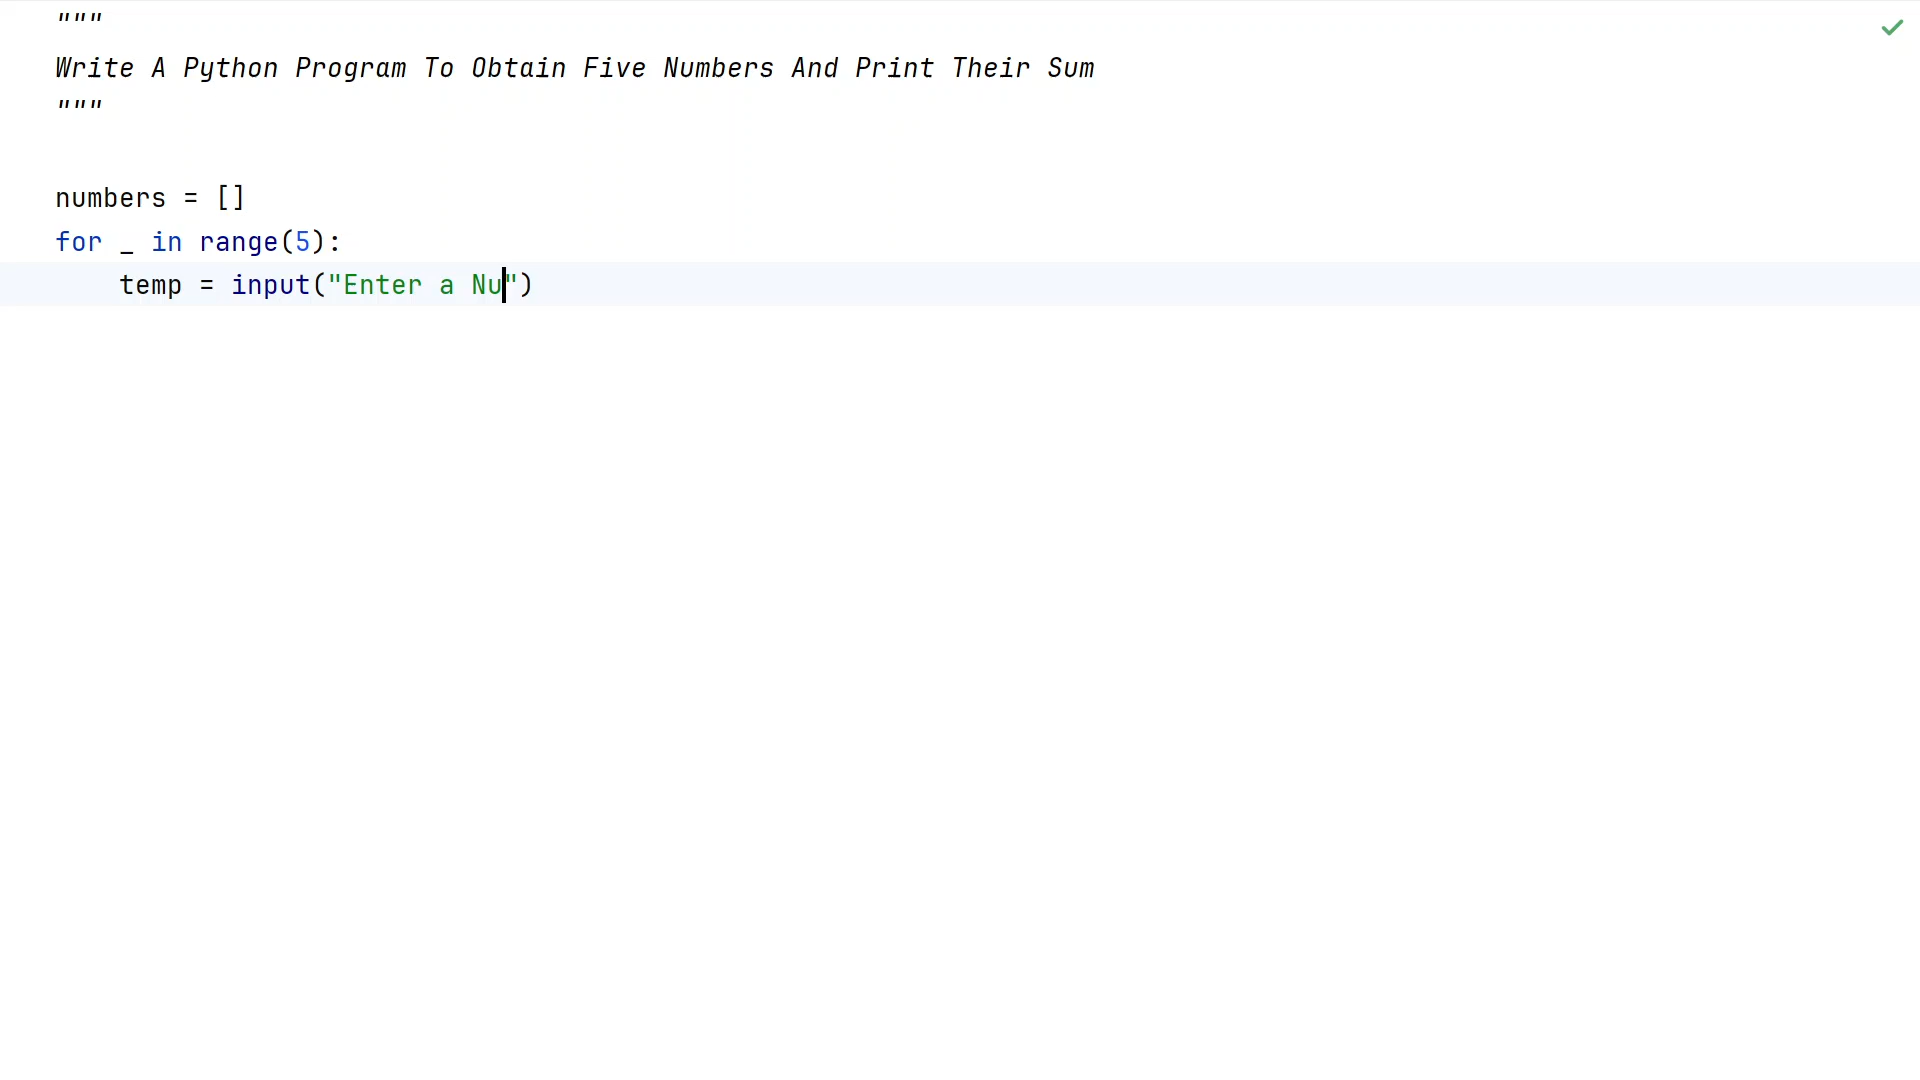 """
Write A Python Program To Obtain Five Numbers And Print Their Sum
"""
numbers = []
for _ in range(5):
    temp = input("Enter a Nu")